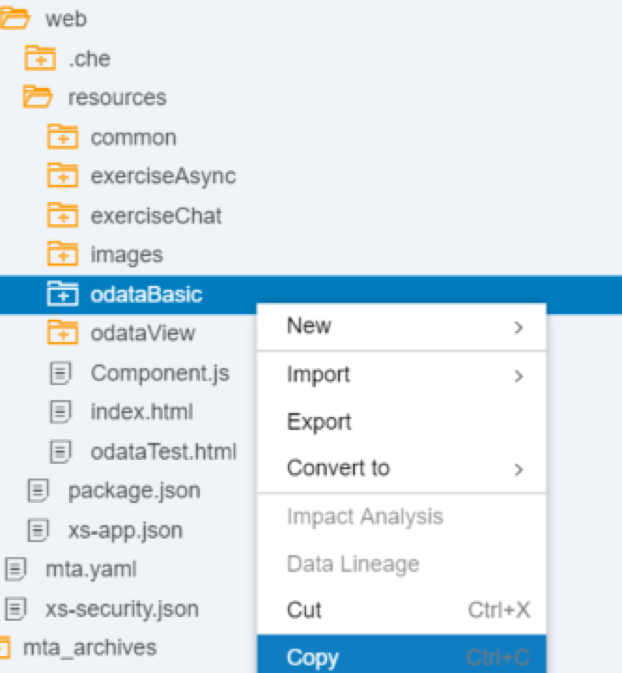 web
.che
resources
common
exerciseAsync
exerciseChat
images
odataBasic
odataView
Component.js
index.html
odataTest.html
package.json
xs-app.json
mta.yaml
xs-security.json
mta_archives
New
Import
Export
Convert to
Impact Analysis
Data Lineage
Cut Ctrl+X
Copy Ctrl+C